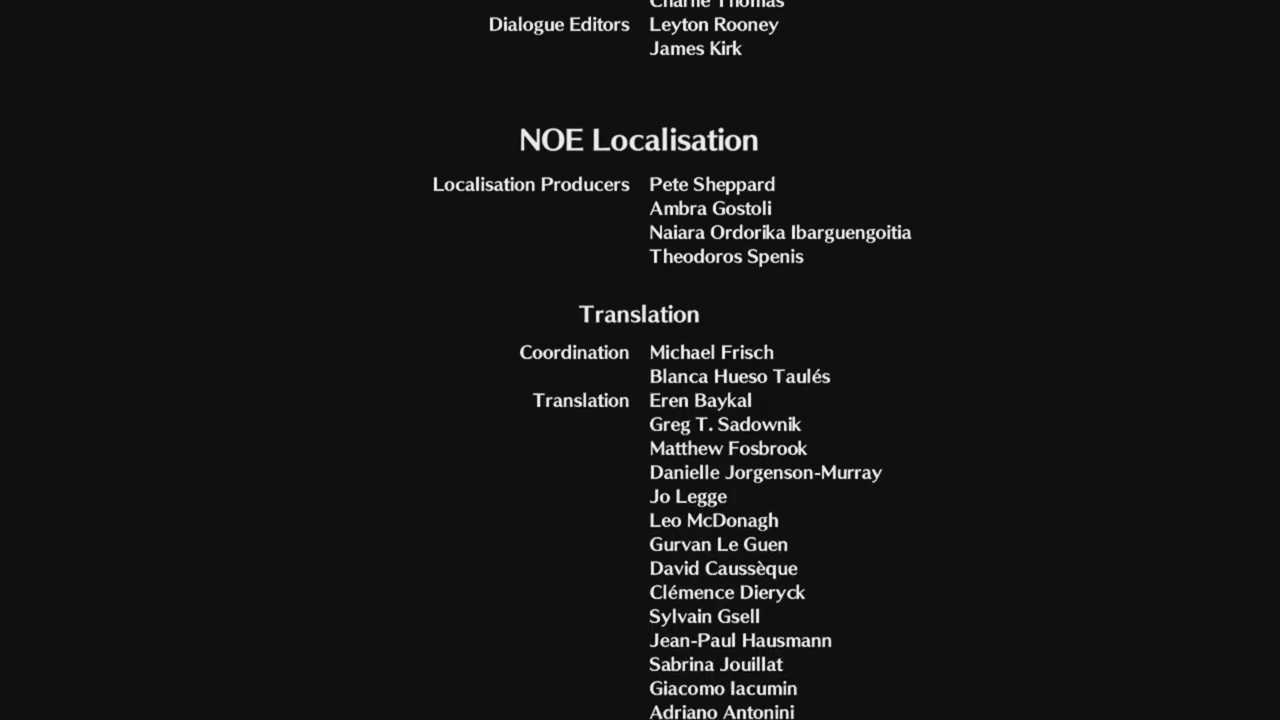 Charlie Thomas
Dialogue Editors Leyton Rooney
James Kirk
NOE Localisation
Localisation Producers Pete Sheppard
Ambra Gostoli
Naiara Ordorika Ibarguengoitia
Theodoros Spenis
Translation
Coordination Michael Frisch
Blanca Hueso Taulés
Translation Eren Baykal
Greg T. Sadownik
Matthew Fosbrook
Danielle Jorgenson-Murray
Jo Legge
Leo McDonagh
Gurvan Le Guen
David Caussèque
Clémence Dieryck
Sylvain Gsell
Jean-Paul Hausmann
Sabrina Jouillat
Giacomo Iacumin
Adriano Antonini